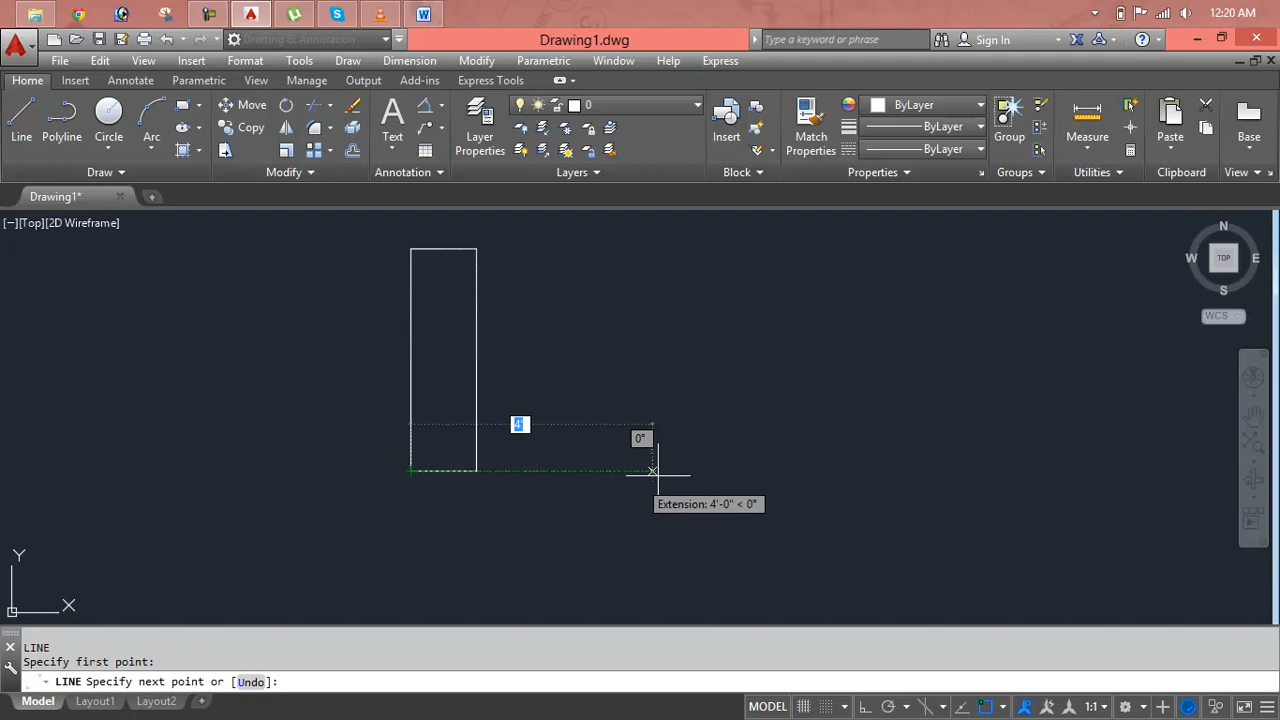 12:20 AM
Drafting & Annotation
Drawing1.dwg
Type a keyword or phrase
Sign In
File Edit View Insert Format Tools Draw Dimension Modify Parametric Window Help Express
Home Insert Annotate Parametric View Manage Output Add-ins Express Tools
Line Polyline Circle Arc
Move
Copy
Text
Layer
Properties
0
Insert
Match
Properties
ByLayer
ByLayer
ByLayer
Group
Measure
Paste
Base
Draw Modify Annotation Layers Block Properties Groups Utilities Clipboard View
Drawing1*
[−][Top][2D Wireframe]
N
W TOP E
S
WCS
4'
0°
Extension: 4'-0" < 0°
Y
X
LINE
Specify first point:
LINE Specify next point or [Undo]:
Model Layout1 Layout2
MODEL
1:1